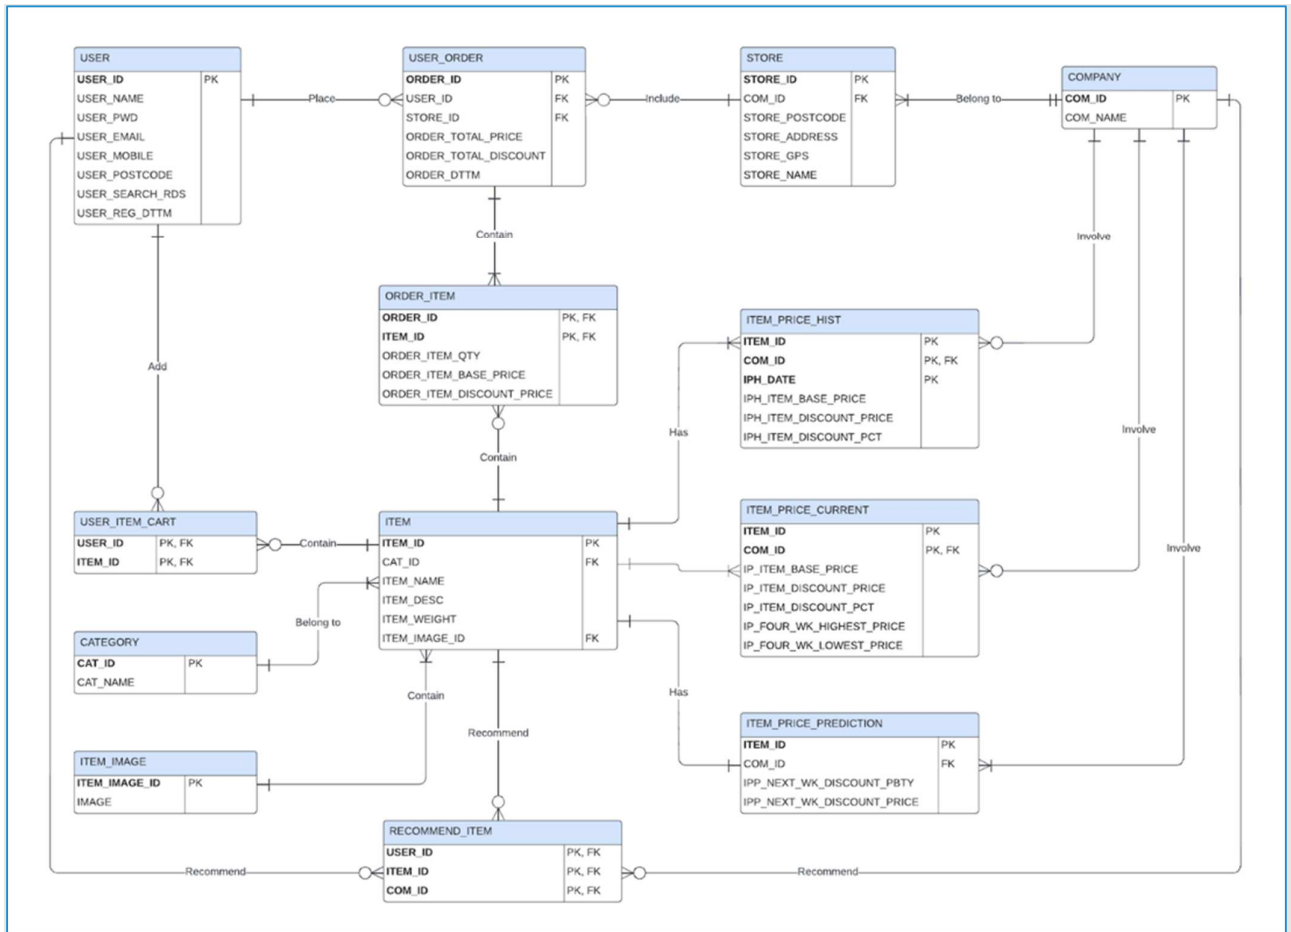 USER
USER_ID PK
USER_NAME
USER_PWD
USER_EMAIL
USER_MOBILE
USER_POSTCODE
USER_SEARCH_RDS
USER_REG_DTTM
Place
USER_ORDER
ORDER_ID PK
USER_ID FK
STORE_ID FK
ORDER_TOTAL_PRICE
ORDER_TOTAL_DISCOUNT
ORDER_DTTM
Include
STORE
STORE_ID PK
COM_ID FK
STORE_POSTCODE
STORE_ADDRESS
STORE_GPS
STORE_NAME
Belong to
COMPANY
COM_ID PK
COM_NAME
Contain
Involve
ORDER_ITEM
ORDER_ID PK, FK
ITEM_ID PK, FK
ORDER_ITEM_QTY
ORDER_ITEM_BASE_PRICE
ORDER_ITEM_DISCOUNT_PRICE
Add
ITEM_PRICE_HIST
ITEM_ID PK
COM_ID PK, FK
IPH_DATE PK
IPH_ITEM_BASE_PRICE
IPH_ITEM_DISCOUNT_PRICE
IPH_ITEM_DISCOUNT_PCT
Has
Involve
Contain
USER_ITEM_CART
USER_ID PK, FK
ITEM_ID PK, FK
Contain
ITEM
ITEM_ID PK
CAT_ID FK
ITEM_NAME
ITEM_DESC
ITEM_WEIGHT
ITEM_IMAGE_ID FK
ITEM_PRICE_CURRENT
ITEM_ID PK
COM_ID PK, FK
IP_ITEM_BASE_PRICE
IP_ITEM_DISCOUNT_PRICE
IP_ITEM_DISCOUNT_PCT
IP_FOUR_WK_HIGHEST_PRICE
IP_FOUR_WK_LOWEST_PRICE
Involve
Belong to
CATEGORY
CAT_ID PK
CAT_NAME
Contain
Has
Recommend
ITEM_PRICE_PREDICTION
ITEM_ID PK
COM_ID FK
IPP_NEXT_WK_DISCOUNT_PBTY
IPP_NEXT_WK_DISCOUNT_PRICE
ITEM_IMAGE
ITEM_IMAGE_ID PK
IMAGE
RECOMMEND_ITEM
USER_ID PK, FK
ITEM_ID PK, FK
COM_ID PK, FK
Recommend
Recommend